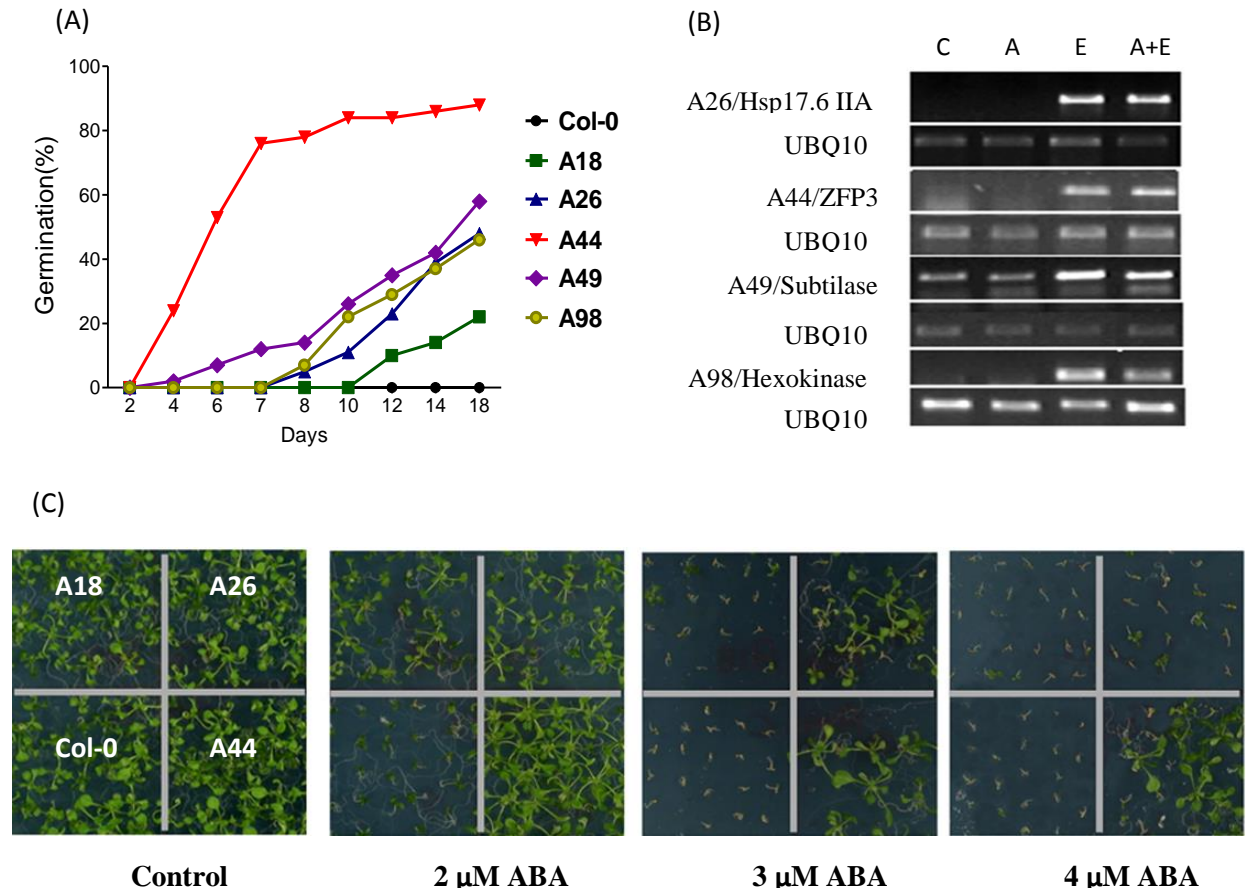 (A)
100
80
60
40
20
0
Germination(%)
2 4 6 7 8 10 12 14 18
Days
Col-0
A18
A26
A44
A49
A98
(B)
C A E A+E
A26/Hsp17.6 IIA
UBQ10
A44/ZFP3
UBQ10
A49/Subtilase
UBQ10
A98/Hexokinase
UBQ10
(C)
A18 A26
Col-0 A44
Control 2 μM ABA 3 μM ABA 4 μM ABA